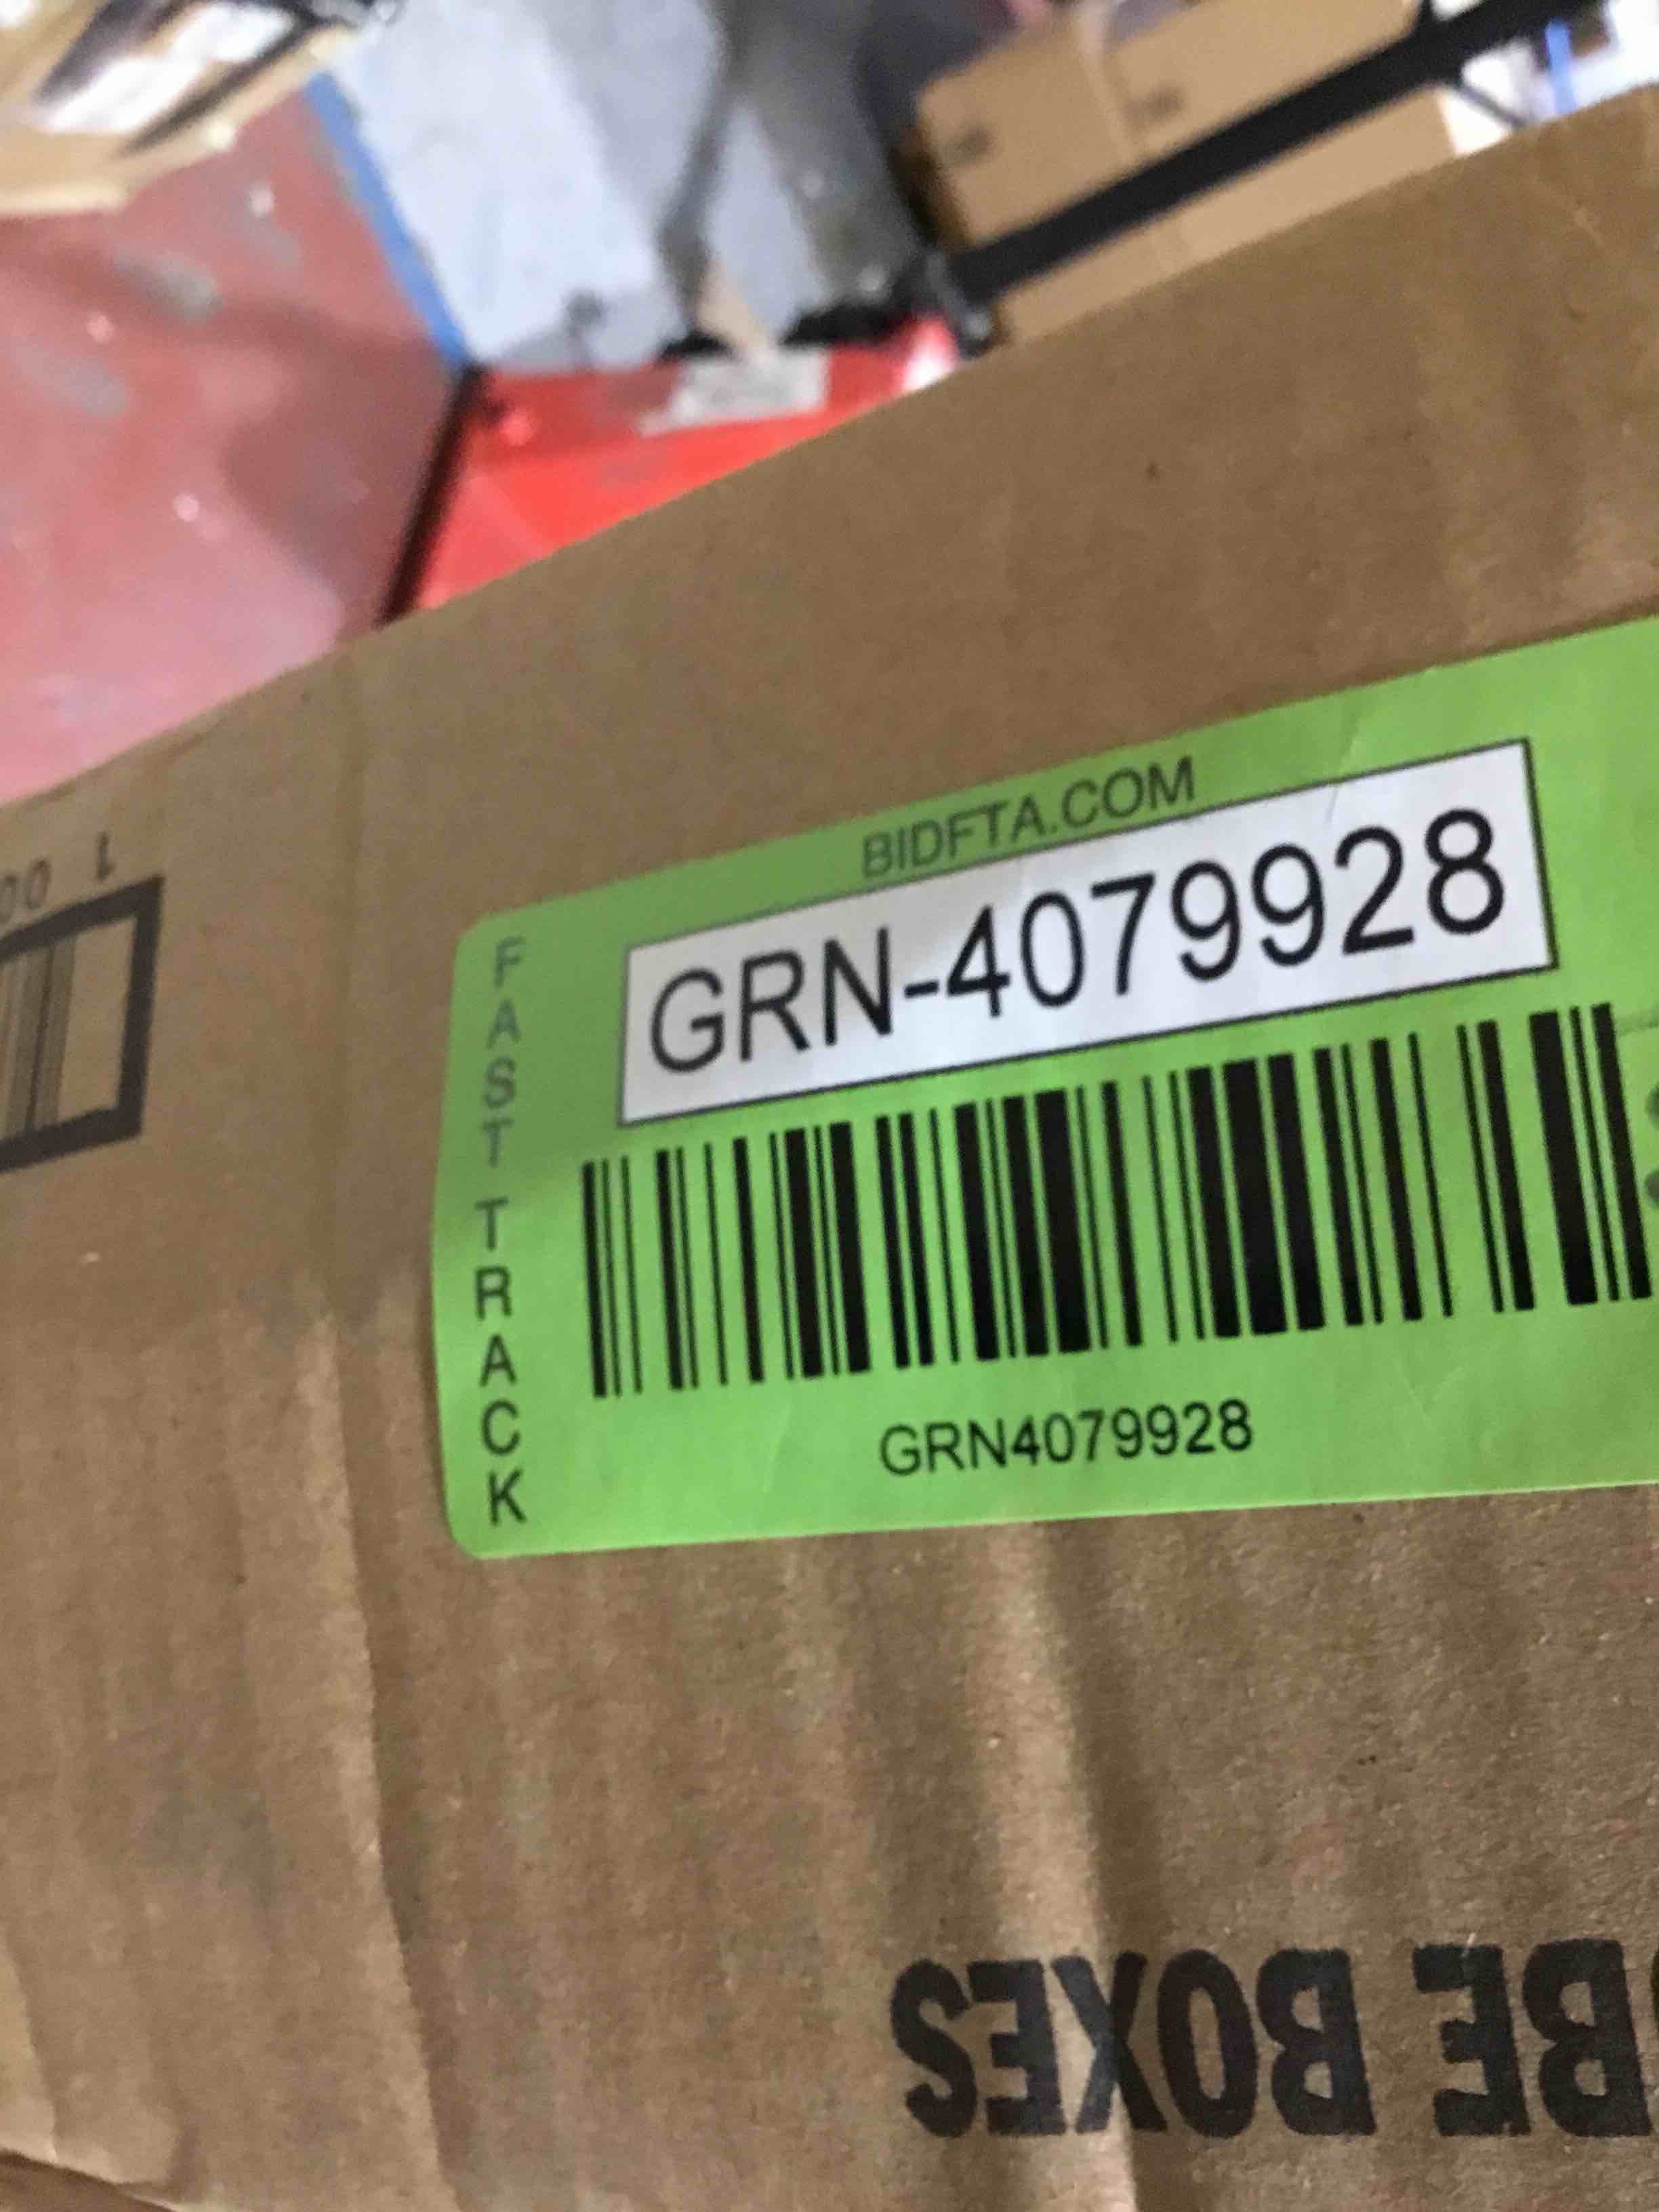 BIDFTA.COM
GRN-4079928
FAST TRACK
GRN4079928
BE BOXES